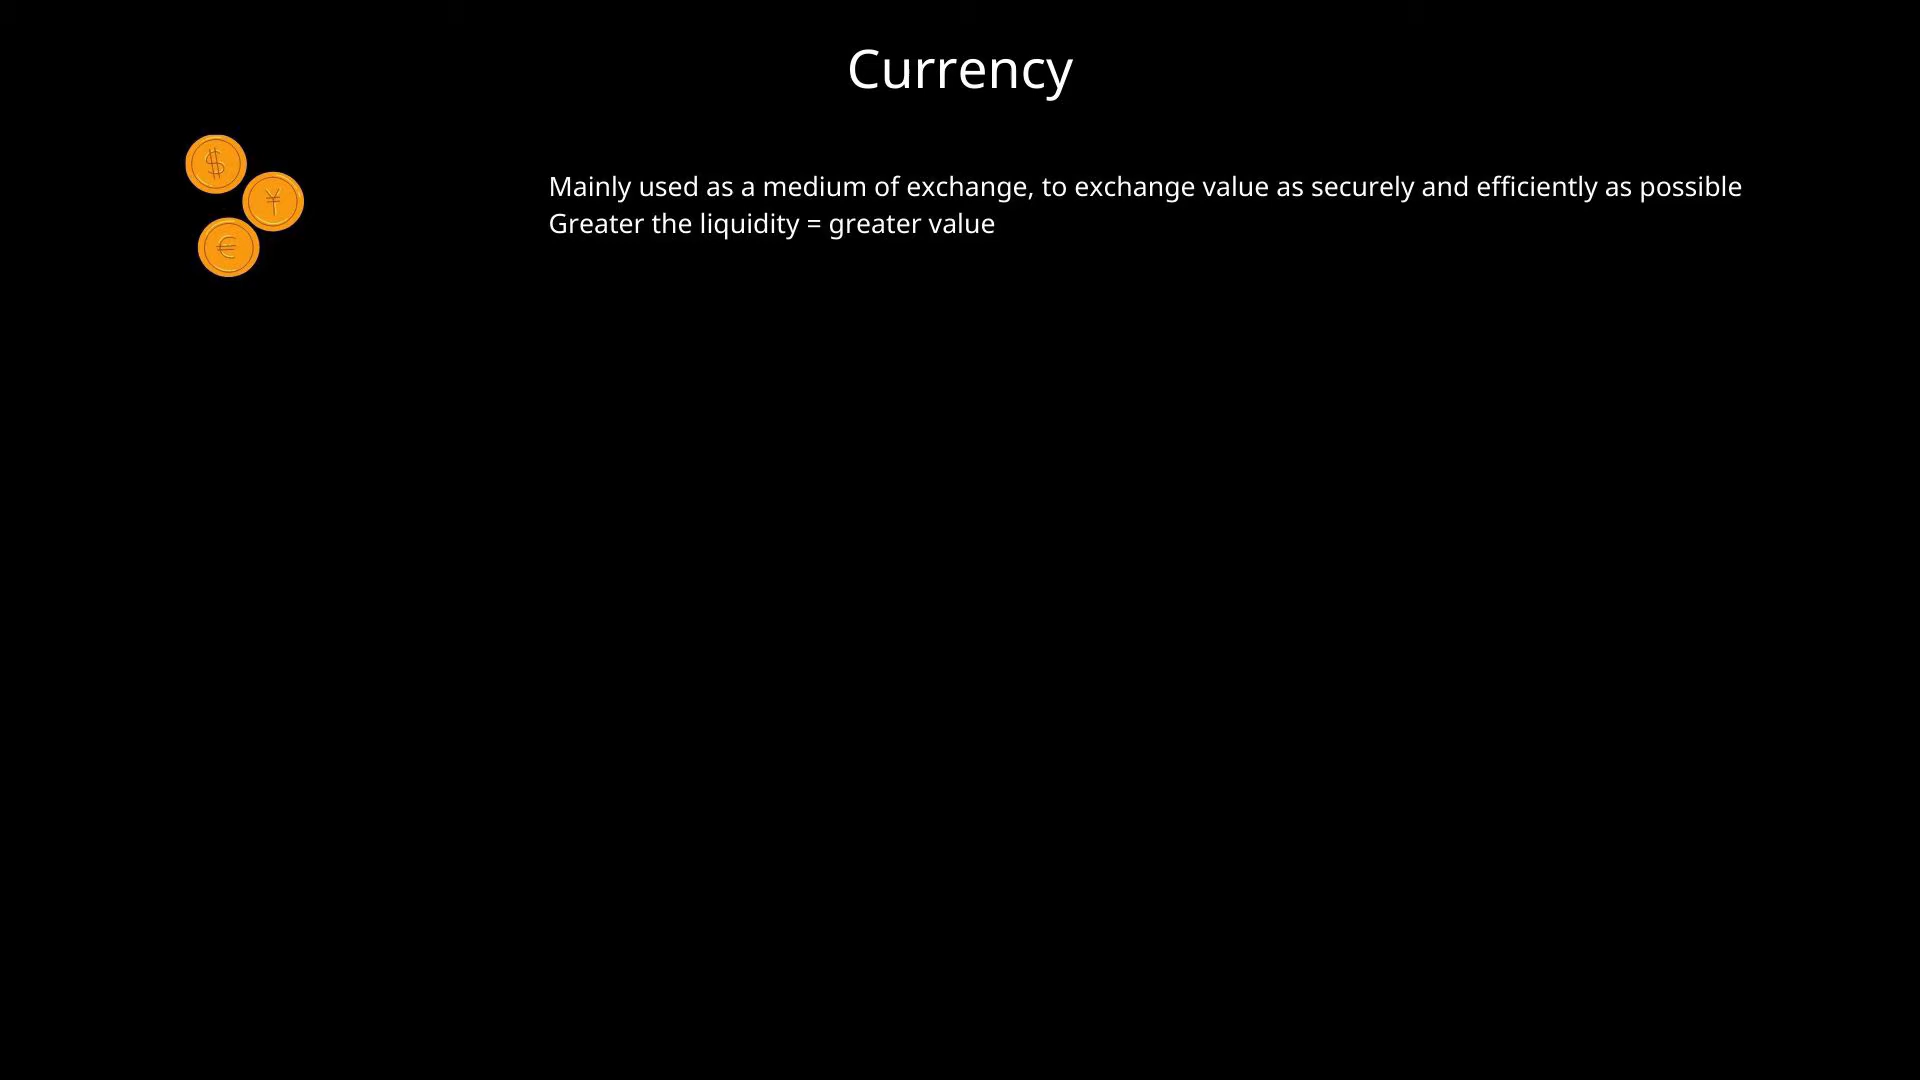 Currency
$
¥
€
Mainly used as a medium of exchange, to exchange value as securely and efficiently as possible
Greater the liquidity = greater value